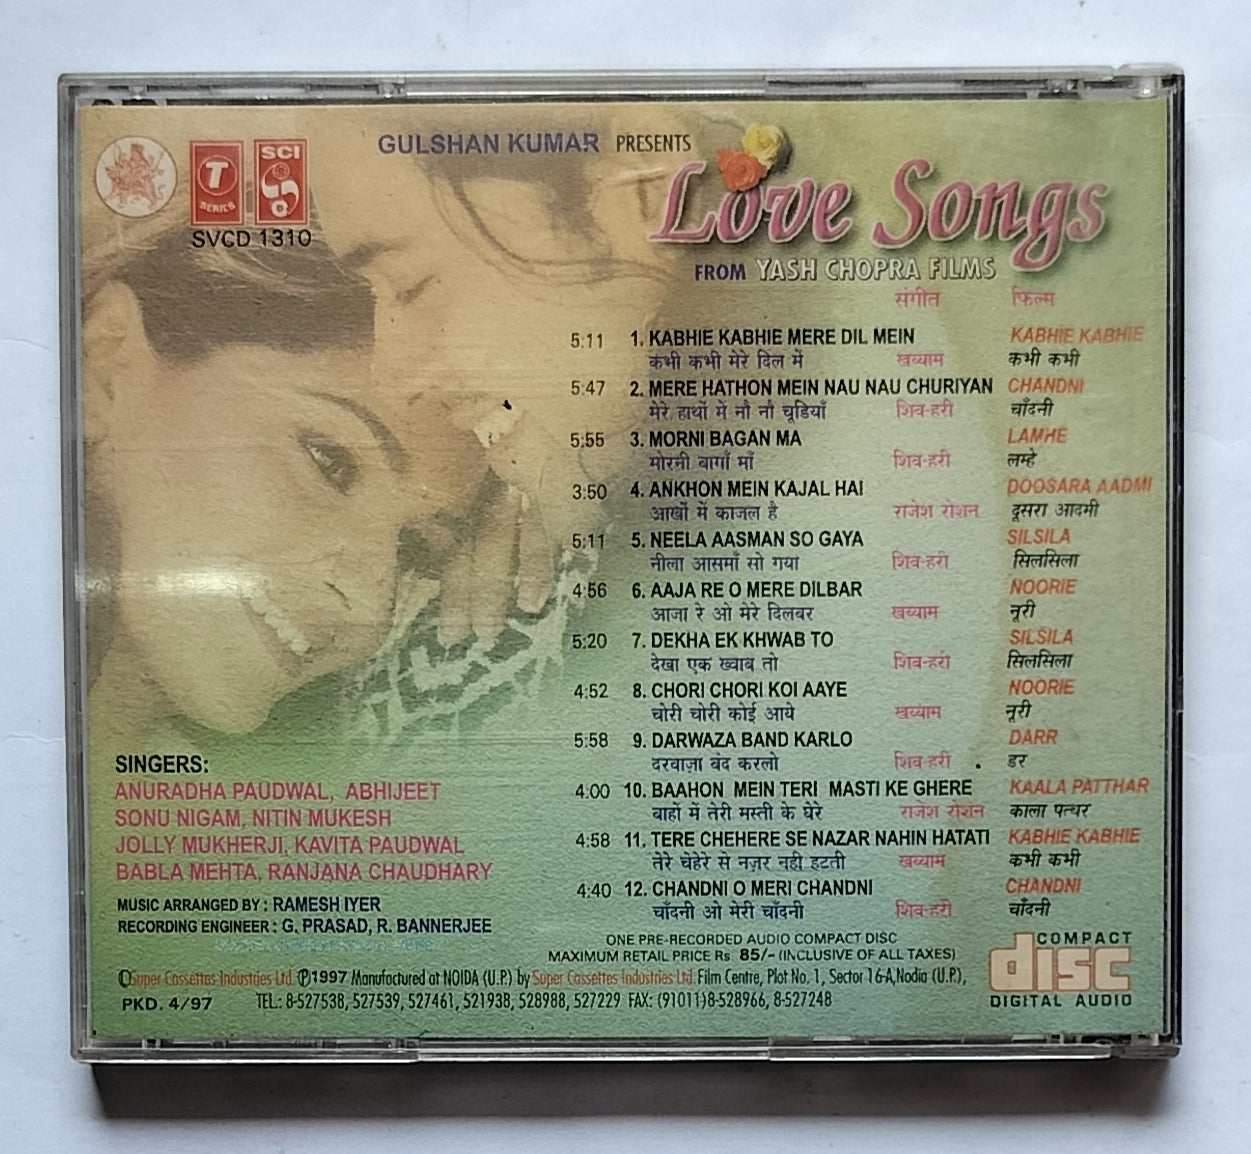 GULSHAN KUMAR PRESENTS
T
SERIES
SCI
SVCD 1310
Love Songs
FROM YASH CHOPRA FILMS
संगीत फिल्म
5:11 1. KABHIE KABHIE MERE DIL MEIN KABHIE KABHIE
कभी कभी मेरे दिल में खय्याम कभी कभी
5:47 2. MERE HATHON MEIN NAU NAU CHURIYAN CHANDNI
मेरे हाथों में नौ नौ चूडियाँ शिव-हरी चाँदनी
5:55 3. MORNI BAGAN MA LAMHE
मोरनी बागाँ माँ शिव-हरी लम्हे
3:50 4. ANKHON MEIN KAJAL HAI DOOSARA AADMI
आखों में काजल है राजेश रोशन दूसरा आदमी
5:11 5. NEELA AASMAN SO GAYA SILSILA
नीला आसमाँ सो गया शिव-हरी सिलसिला
4:56 6. AAJA RE O MERE DILBAR NOORIE
आजा रे ओ मेरे दिलबर खय्याम नूरी
5:20 7. DEKHA EK KHWAB TO SILSILA
देखा एक ख्वाब तो शिव-हरी सिलसिला
4:52 8. CHORI CHORI KOI AAYE NOORIE
चोरी चोरी कोई आये खय्याम नूरी
5:58 9. DARWAZA BAND KARLO DARR
दरवाज़ा बंद करलो शिव-हरी डर
4:00 10. BAAHON MEIN TERI MASTI KE GHERE KAALA PATTHAR
बाहों में तेरी मस्ती के घेरे राजेश रोशन काला पत्थर
4:58 11. TERE CHEHERE SE NAZAR NAHIN HATATI KABHIE KABHIE
तेरे चेहेरे से नज़र नही हटती खय्याम कभी कभी
4:40 12. CHANDNI O MERI CHANDNI CHANDNI
चाँदनी ओ मेरी चाँदनी शिव-हरी चाँदनी
SINGERS:
ANURADHA PAUDWAL, ABHIJEET
SONU NIGAM, NITIN MUKESH
JOLLY MUKHERJI, KAVITA PAUDWAL
BABLA MEHTA, RANJANA CHAUDHARY
MUSIC ARRANGED BY : RAMESH IYER
RECORDING ENGINEER : G. PRASAD, R. BANNERJEE
ONE PRE-RECORDED AUDIO COMPACT DISC
MAXIMUM RETAIL PRICE Rs. 85/- (INCLUSIVE OF ALL TAXES)
COMPACT
disc
DIGITAL AUDIO
©Super Cassettes Industries Ltd. ℗1997 Manufactured at NOIDA (U.P.) by Super Cassettes Industries Ltd. Film Centre, Plot No. 1, Sector 16-A, Nodia (U.P.),
PKD. 4/97 TEL.: 8-527538, 527539, 527461, 521938, 528988, 527229 FAX: (91011)8-528966, 8-527248